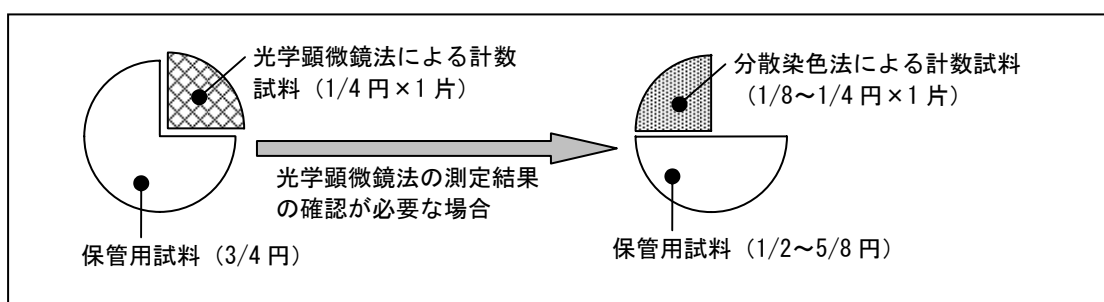 光学顕微鏡法による計数
試料（1/4 円×1 片）
保管用試料（3/4 円）
光学顕微鏡法の測定結果
の確認が必要な場合
分散染色法による計数試料
（1/8～1/4 円×1 片）
保管用試料（1/2～5/8 円）